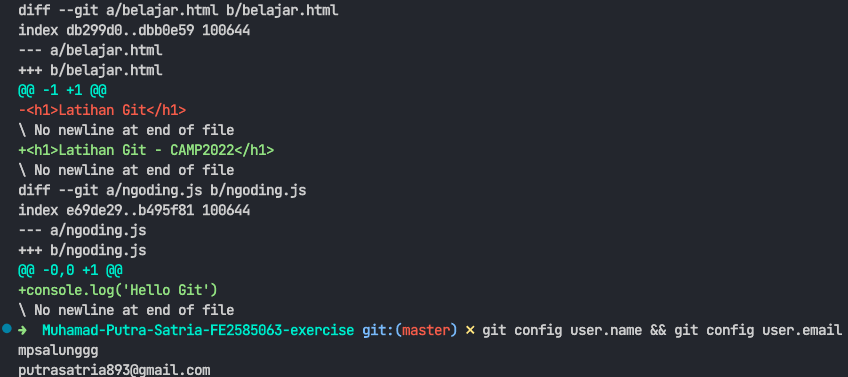 diff --git a/belajar.html b/belajar.html
index db299d0..dbb0e59 100644
--- a/belajar.html
+++ b/belajar.html
@@ -1 +1 @@
-<h1>Latihan Git</h1>
\ No newline at end of file
+<h1>Latihan Git - CAMP2022</h1>
\ No newline at end of file
diff --git a/ngoding.js b/ngoding.js
index e69de29..b495f81 100644
--- a/ngoding.js
+++ b/ngoding.js
@@ -0,0 +1 @@
+console.log('Hello Git')
\ No newline at end of file
➜  Muhamad-Putra-Satria-FE2585063-exercise git:(master) ✗ git config user.name && git config user.email
mpsalunggg
putrasatria893@gmail.com